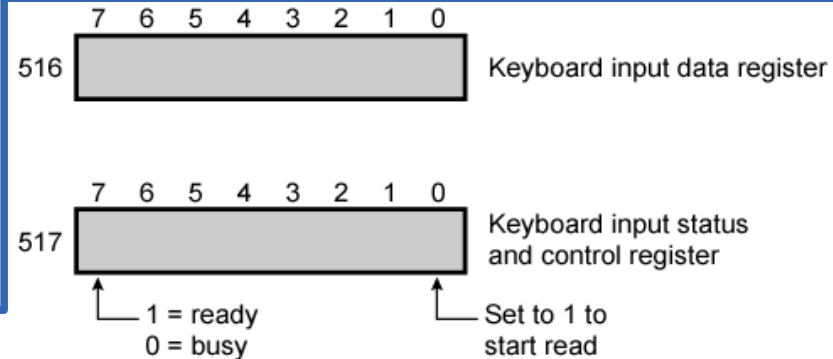 7 6 5 4 3 2 1 0
516 Keyboard input data register
7 6 5 4 3 2 1 0
517 Keyboard input status
and control register
1 = ready
0 = busy
Set to 1 to
start read